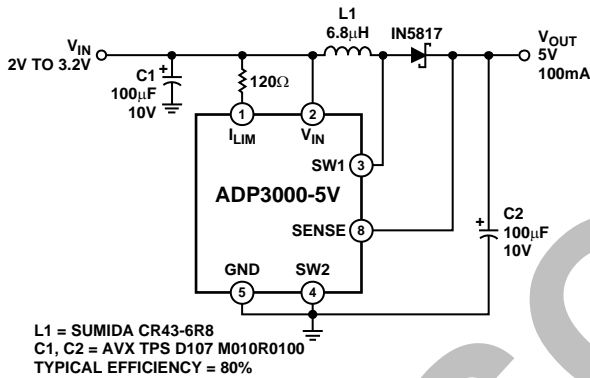 L1
6.8μH
IN5817
VIN
2V TO 3.2V
VOUT
5V
100mA
C1
+
100μF
10V
120Ω
1
2
ILIM
VIN
SW1
3
ADP3000-5V
SENSE
8
C2
+
100μF
10V
GND
SW2
5
4
L1 = SUMIDA CR43-6R8
C1, C2 = AVX TPS D107 M010R0100
TYPICAL EFFICIENCY = 80%